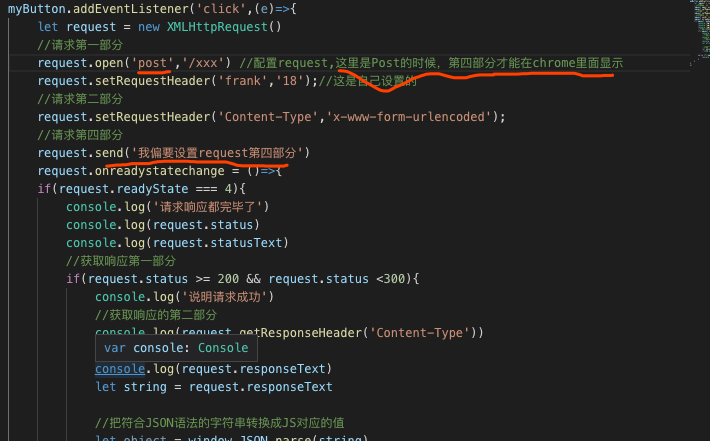 myButton.addEventListener('click',(e)=>{
let request = new XMLHttpRequest()
//请求第一部分
request.open('post','/xxx') //配置request,这里是Post的时候，第四部分才能在chrome里面显示
request.setRequestHeader('frank','18');//这是自己设置的
//请求第二部分
request.setRequestHeader('Content-Type','x-www-form-urlencoded');
//请求第四部分
request.send('我偏要设置request第四部分')
request.onreadystatechange = ()=>{
if(request.readyState === 4){
console.log('请求响应都完毕了')
console.log(request.status)
console.log(request.statusText)
//获取响应第一部分
if(request.status >= 200 && request.status <300){
console.log('说明请求成功')
//获取响应的第二部分
console.log(request.getResponseHeader('Content-Type'))
var console: Console
console.log(request.responseText)
let string = request.responseText
//把符合JSON语法的字符串转换成JS对应的值
let object = window.JSON.parse(string)